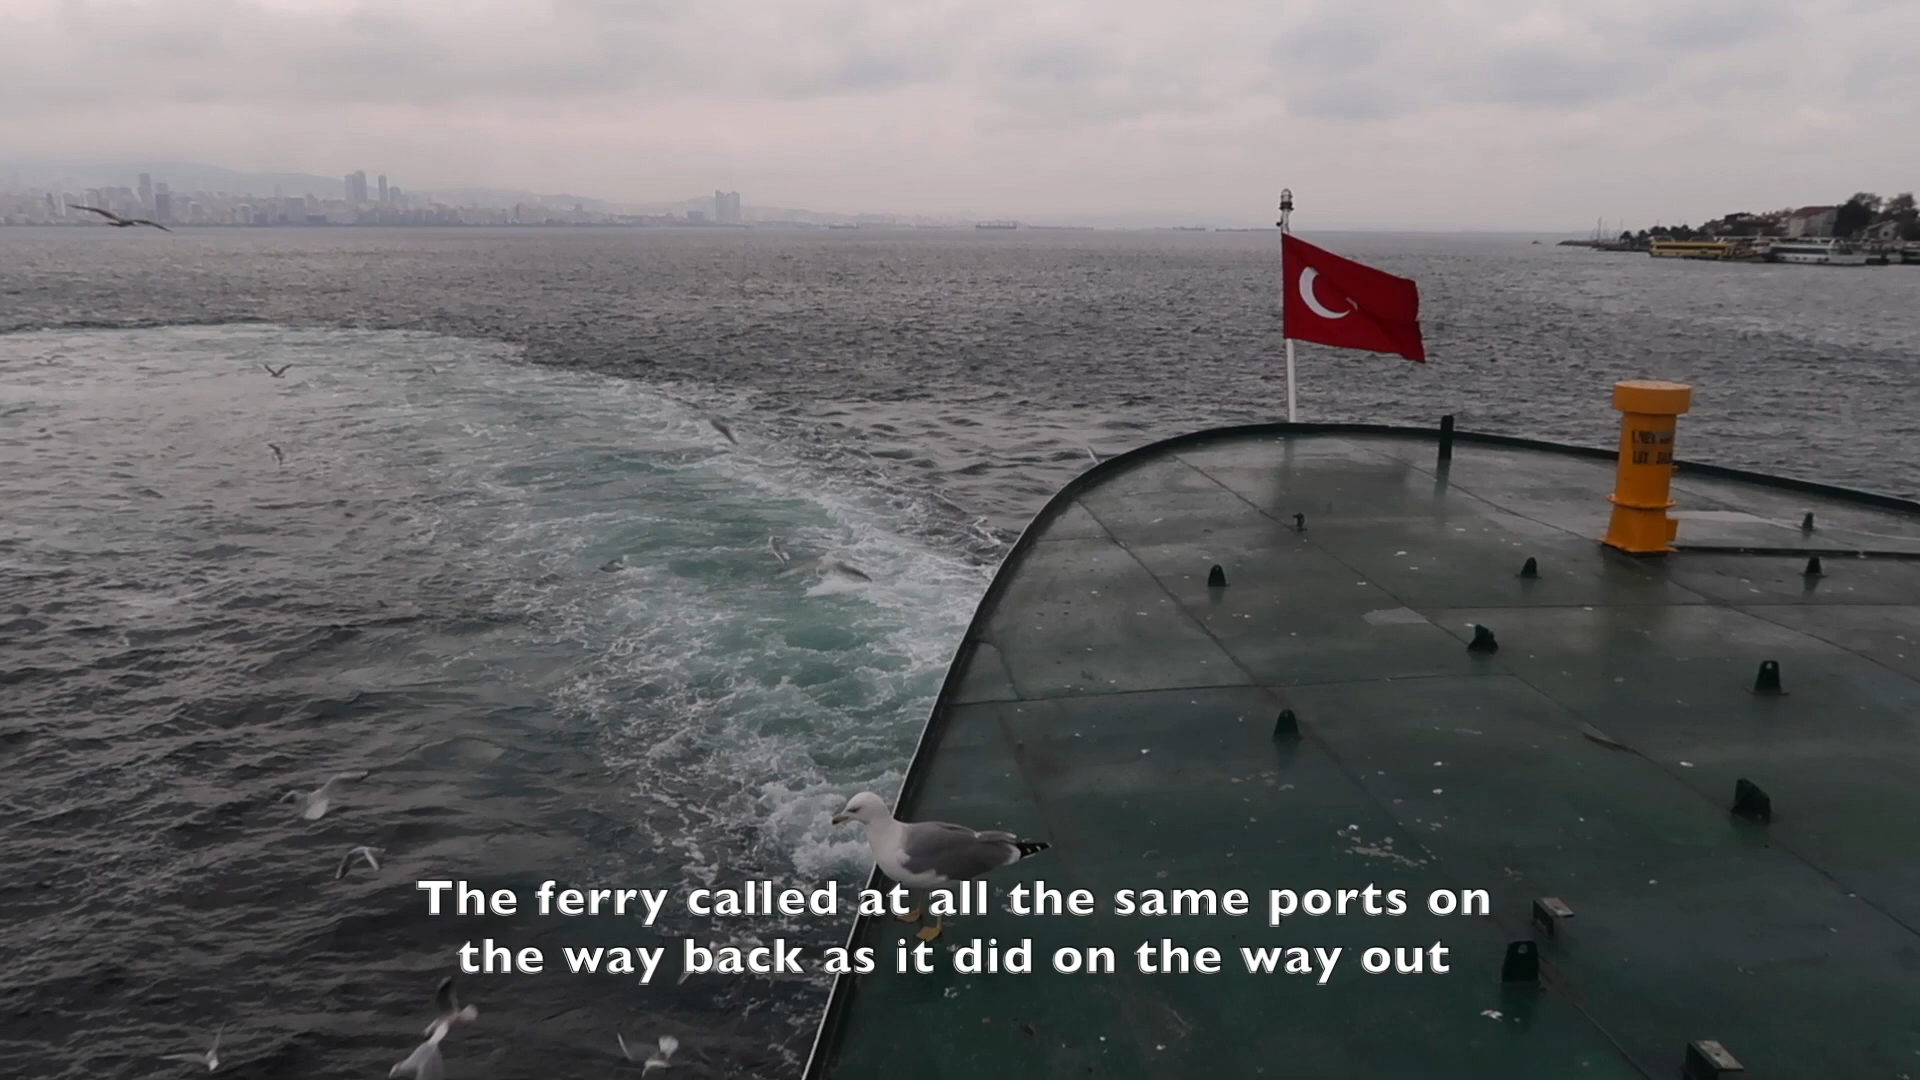 The ferry called at all the same ports on
the way back as it did on the way out